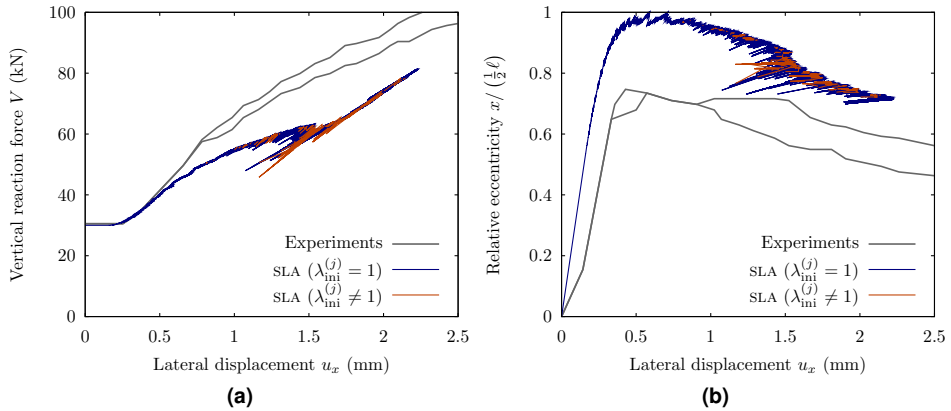 Vertical reaction force V (kN)
100
80
60
40
20
0
Experiments
SLA (λ_ini^(j) = 1)
SLA (λ_ini^(j) ≠ 1)
0 0.5 1 1.5 2 2.5
Lateral displacement u_x (mm)
(a)
Relative eccentricity x/ (½ℓ)
1
0.8
0.6
0.4
0.2
0
Experiments
SLA (λ_ini^(j) = 1)
SLA (λ_ini^(j) ≠ 1)
0 0.5 1 1.5 2 2.5
Lateral displacement u_x (mm)
(b)